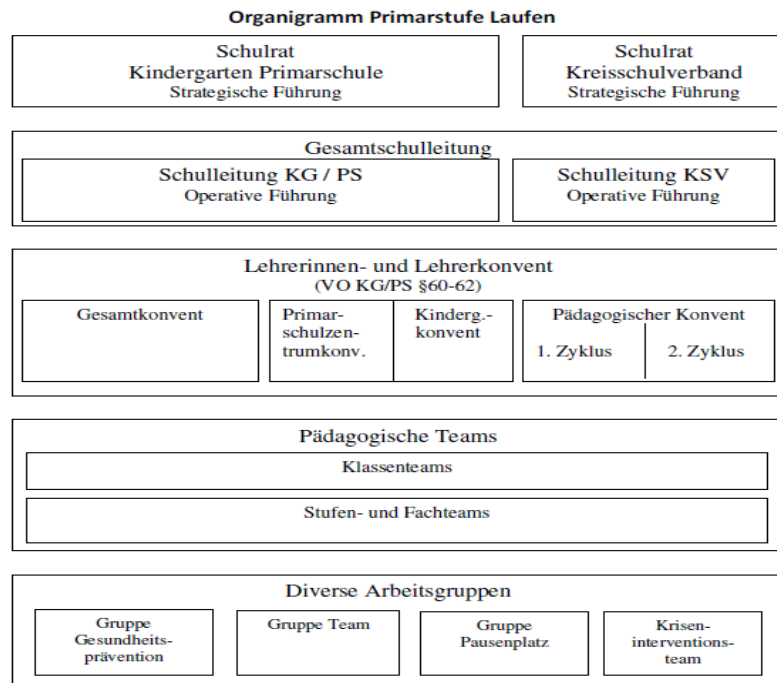 Organigramm Primarstufe Laufen
Schulrat
Kindergarten Primarschule
Strategische Führung
Schulrat
Kreisschulverband
Strategische Führung
Gesamtschulleitung
Schulleitung KG / PS
Operative Führung
Schulleitung KSV
Operative Führung
Lehrerinnen- und Lehrerkonvent
(VO KG/PS §60-62)
Gesamtkonvent
Primar-
schulzen-
trumkonv.
Kinderg.-
konvent
Pädagogischer Konvent
1. Zyklus
2. Zyklus
Pädagogische Teams
Klassenteams
Stufen- und Fachteams
Diverse Arbeitsgruppen
Gruppe
Gesundheits-
prävention
Gruppe Team
Gruppe
Pausenplatz
Krisen-
interventions-
team